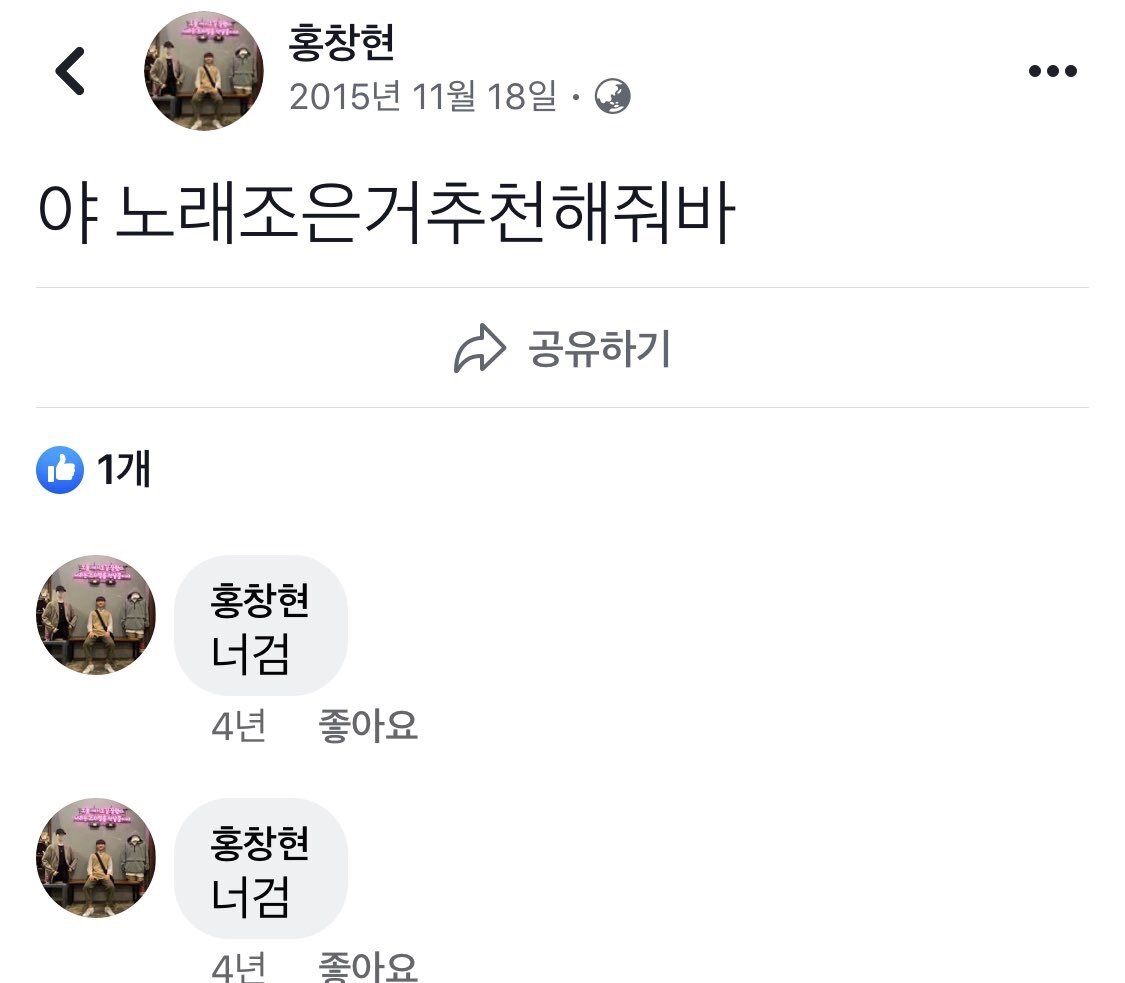 홍창현
2015년 11월 18일 ·
야 노래조은거추천해줘바
공유하기
1개
홍창현
너검
4년 좋아요
홍창현
너검
4년 좋아요